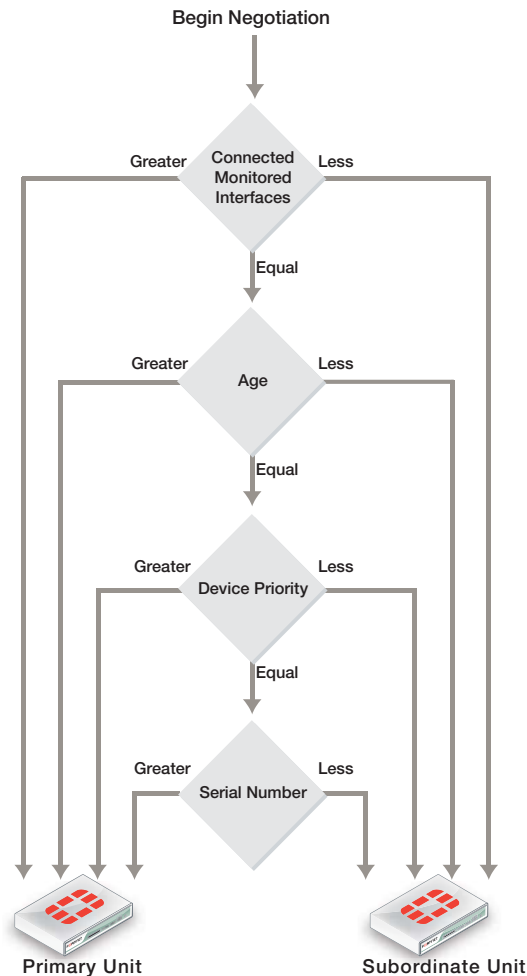 Begin Negotiation
Greater
Connected
Monitored
Interfaces
Less
Equal
Greater
Age
Less
Equal
Greater
Device Priority
Less
Equal
Greater
Serial Number
Less
Primary Unit
Subordinate Unit